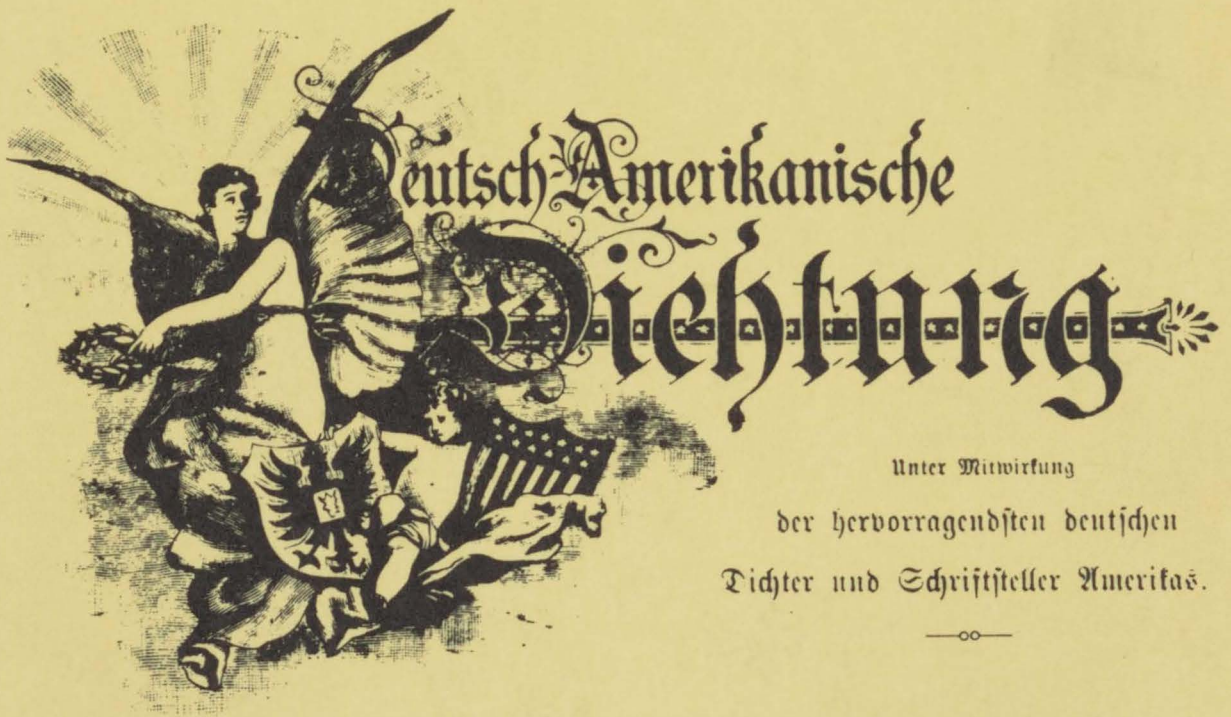 Deutsch-Amerikanische
Dichtung
Unter Mitwirkung
der hervorragendsten deutschen
Dichter und Schriftsteller Amerikas.